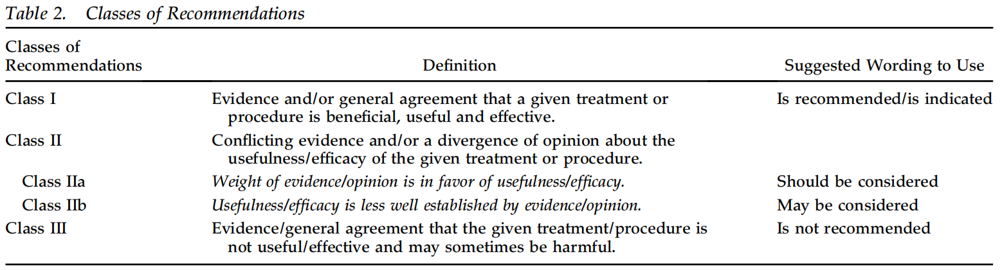 Table 2. Classes of Recommendations
Classes of
Recommendations Definition Suggested Wording to Use
Class I Evidence and/or general agreement that a given treatment or Is recommended/is indicated
procedure is beneficial, useful and effective.
Class II Conflicting evidence and/or a divergence of opinion about the
usefulness/efficacy of the given treatment or procedure.
Class IIa Weight of evidence/opinion is in favor of usefulness/efficacy. Should be considered
Class IIb Usefulness/efficacy is less well established by evidence/opinion. May be considered
Class III Evidence/general agreement that the given treatment/procedure is Is not recommended
not useful/effective and may sometimes be harmful.